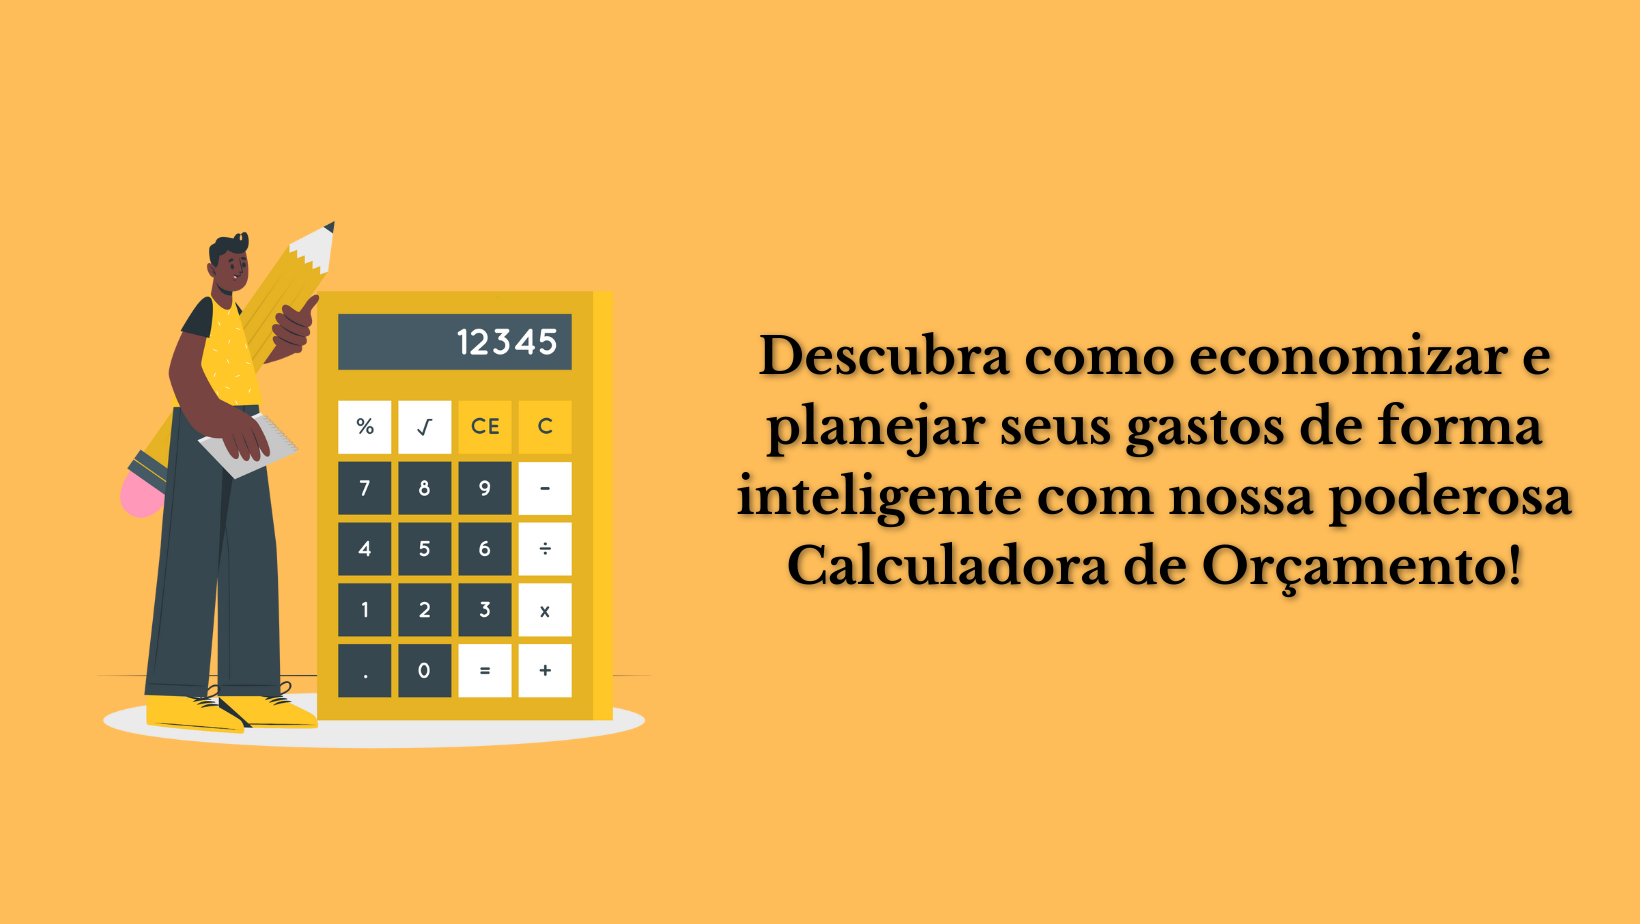 12345
% √ CE C
7 8 9 -
4 5 6 ÷
1 2 3 x
. 0 = +
Descubra como economizar e
planejar seus gastos de forma
inteligente com nossa poderosa
Calculadora de Orçamento!